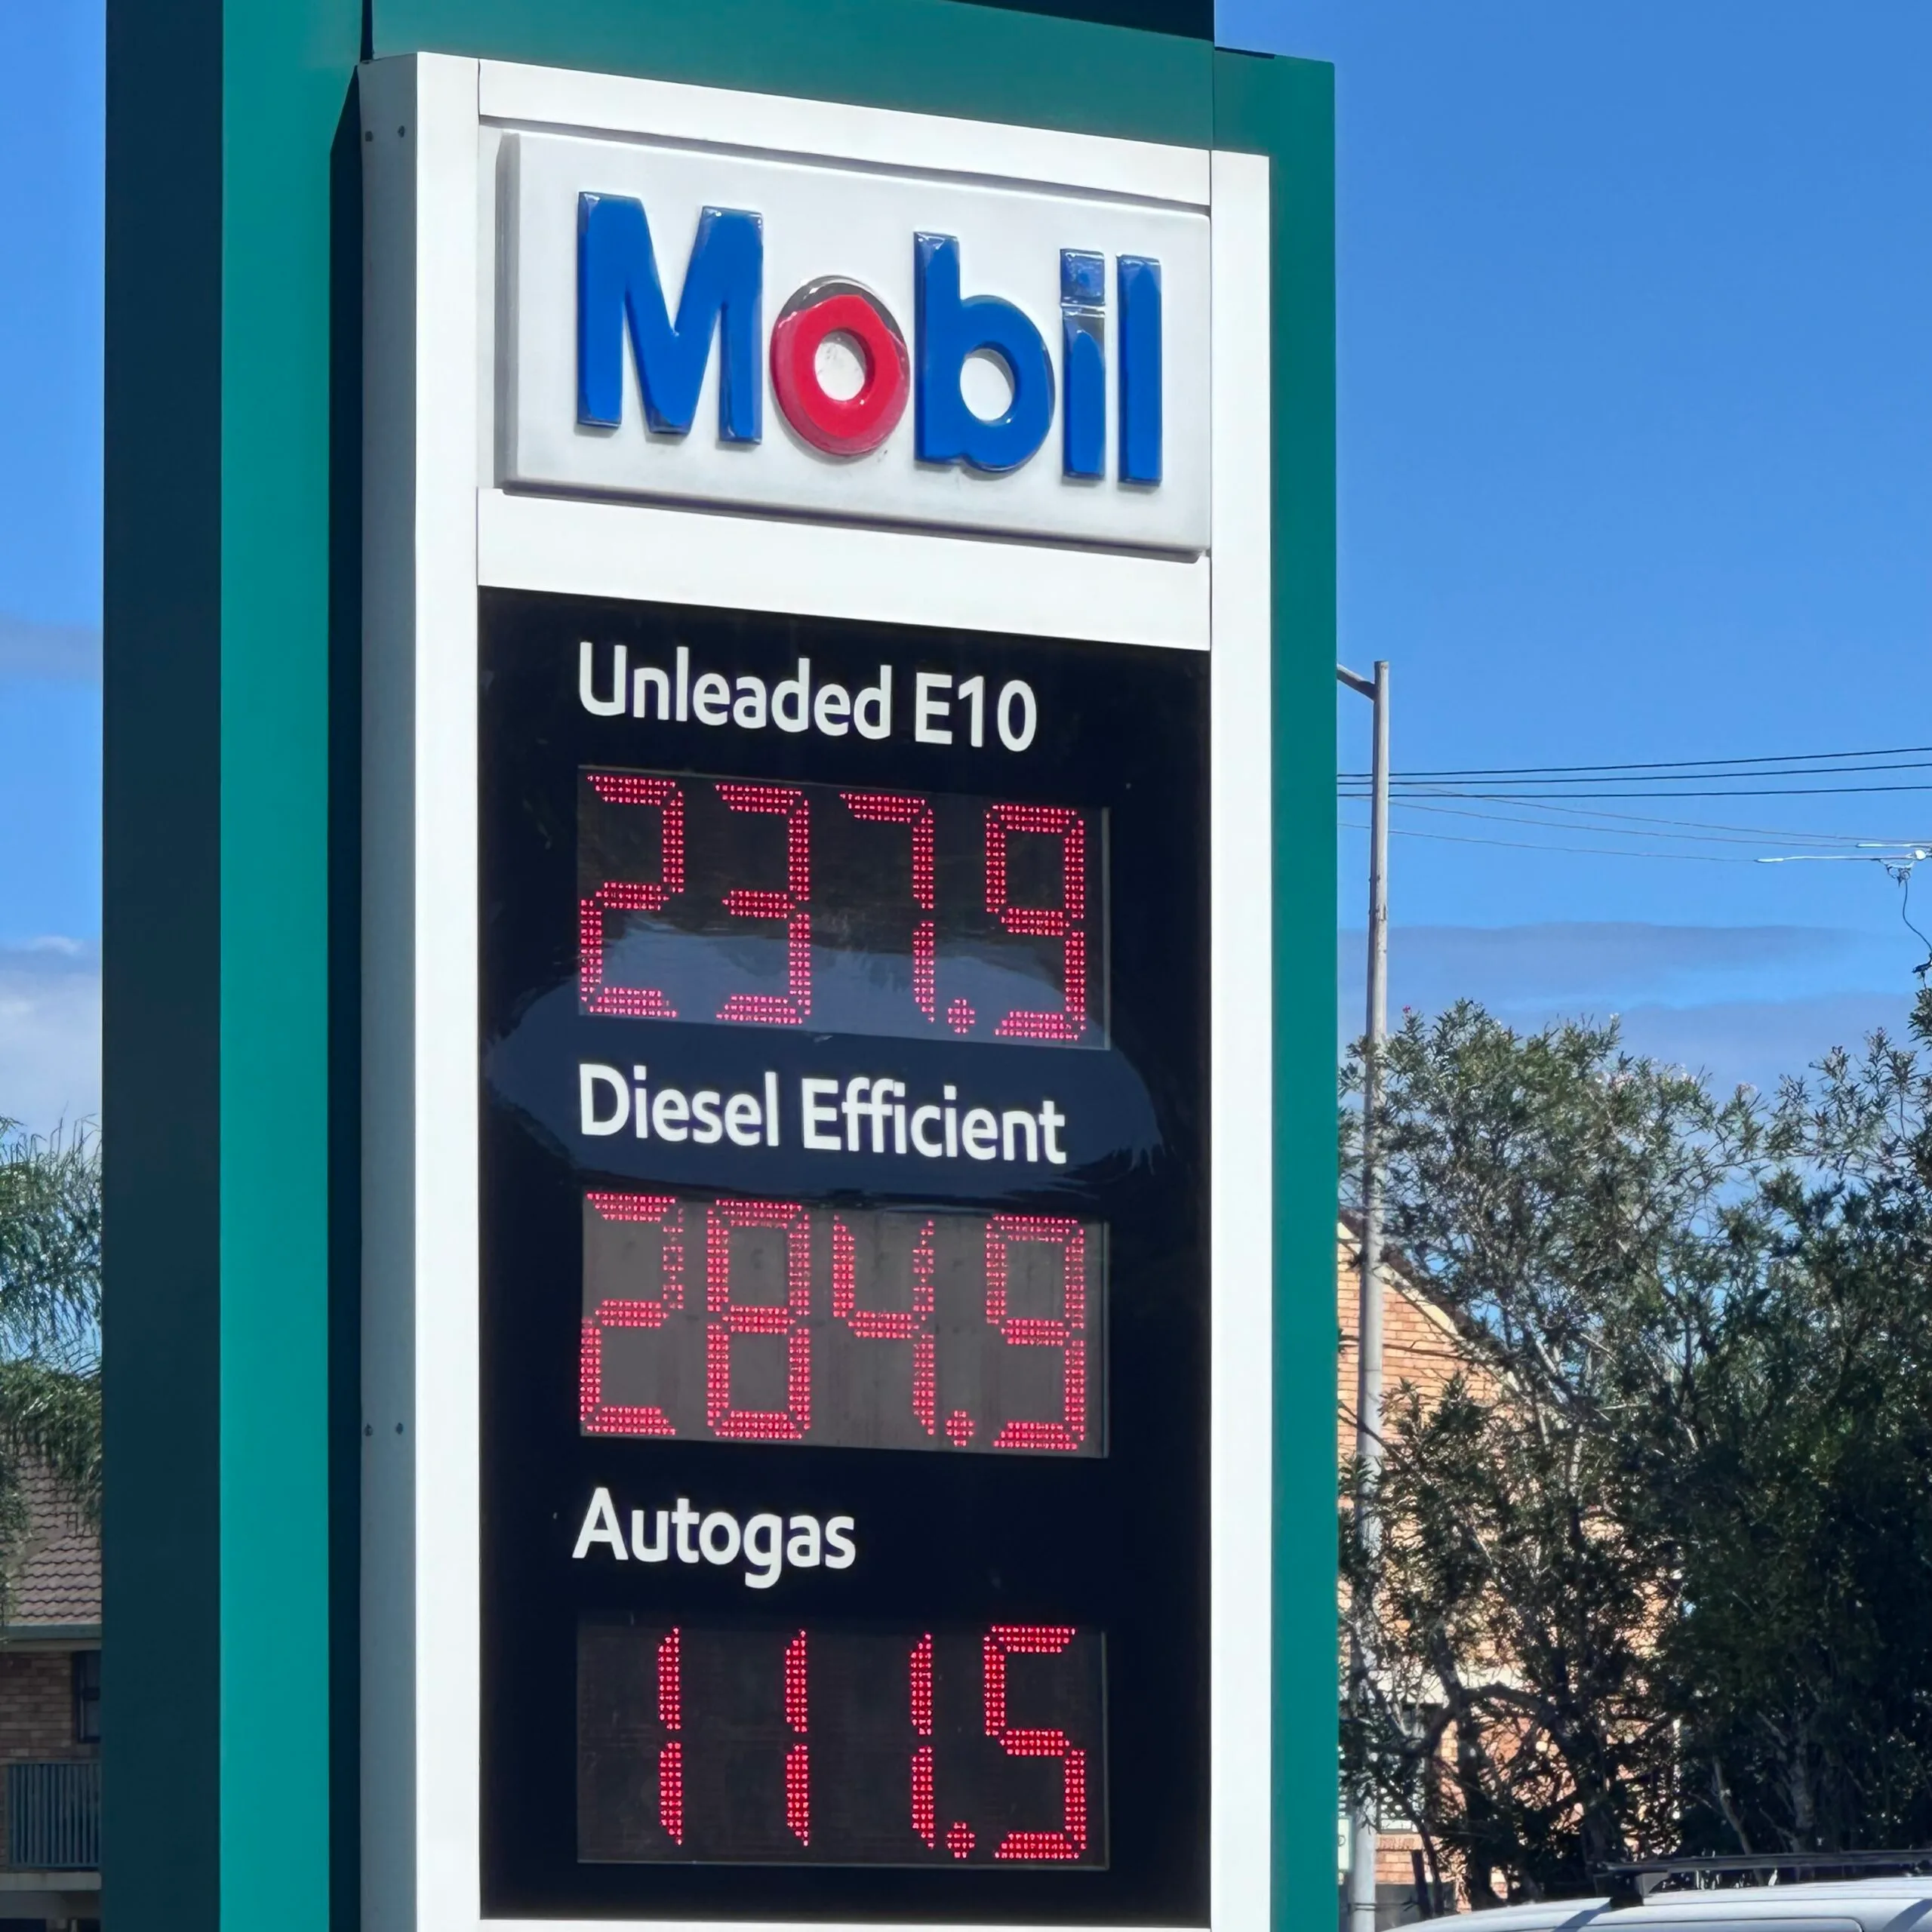 Mobil
Unleaded E10
237.9
Diesel Efficient
284.9
Autogas
111.5